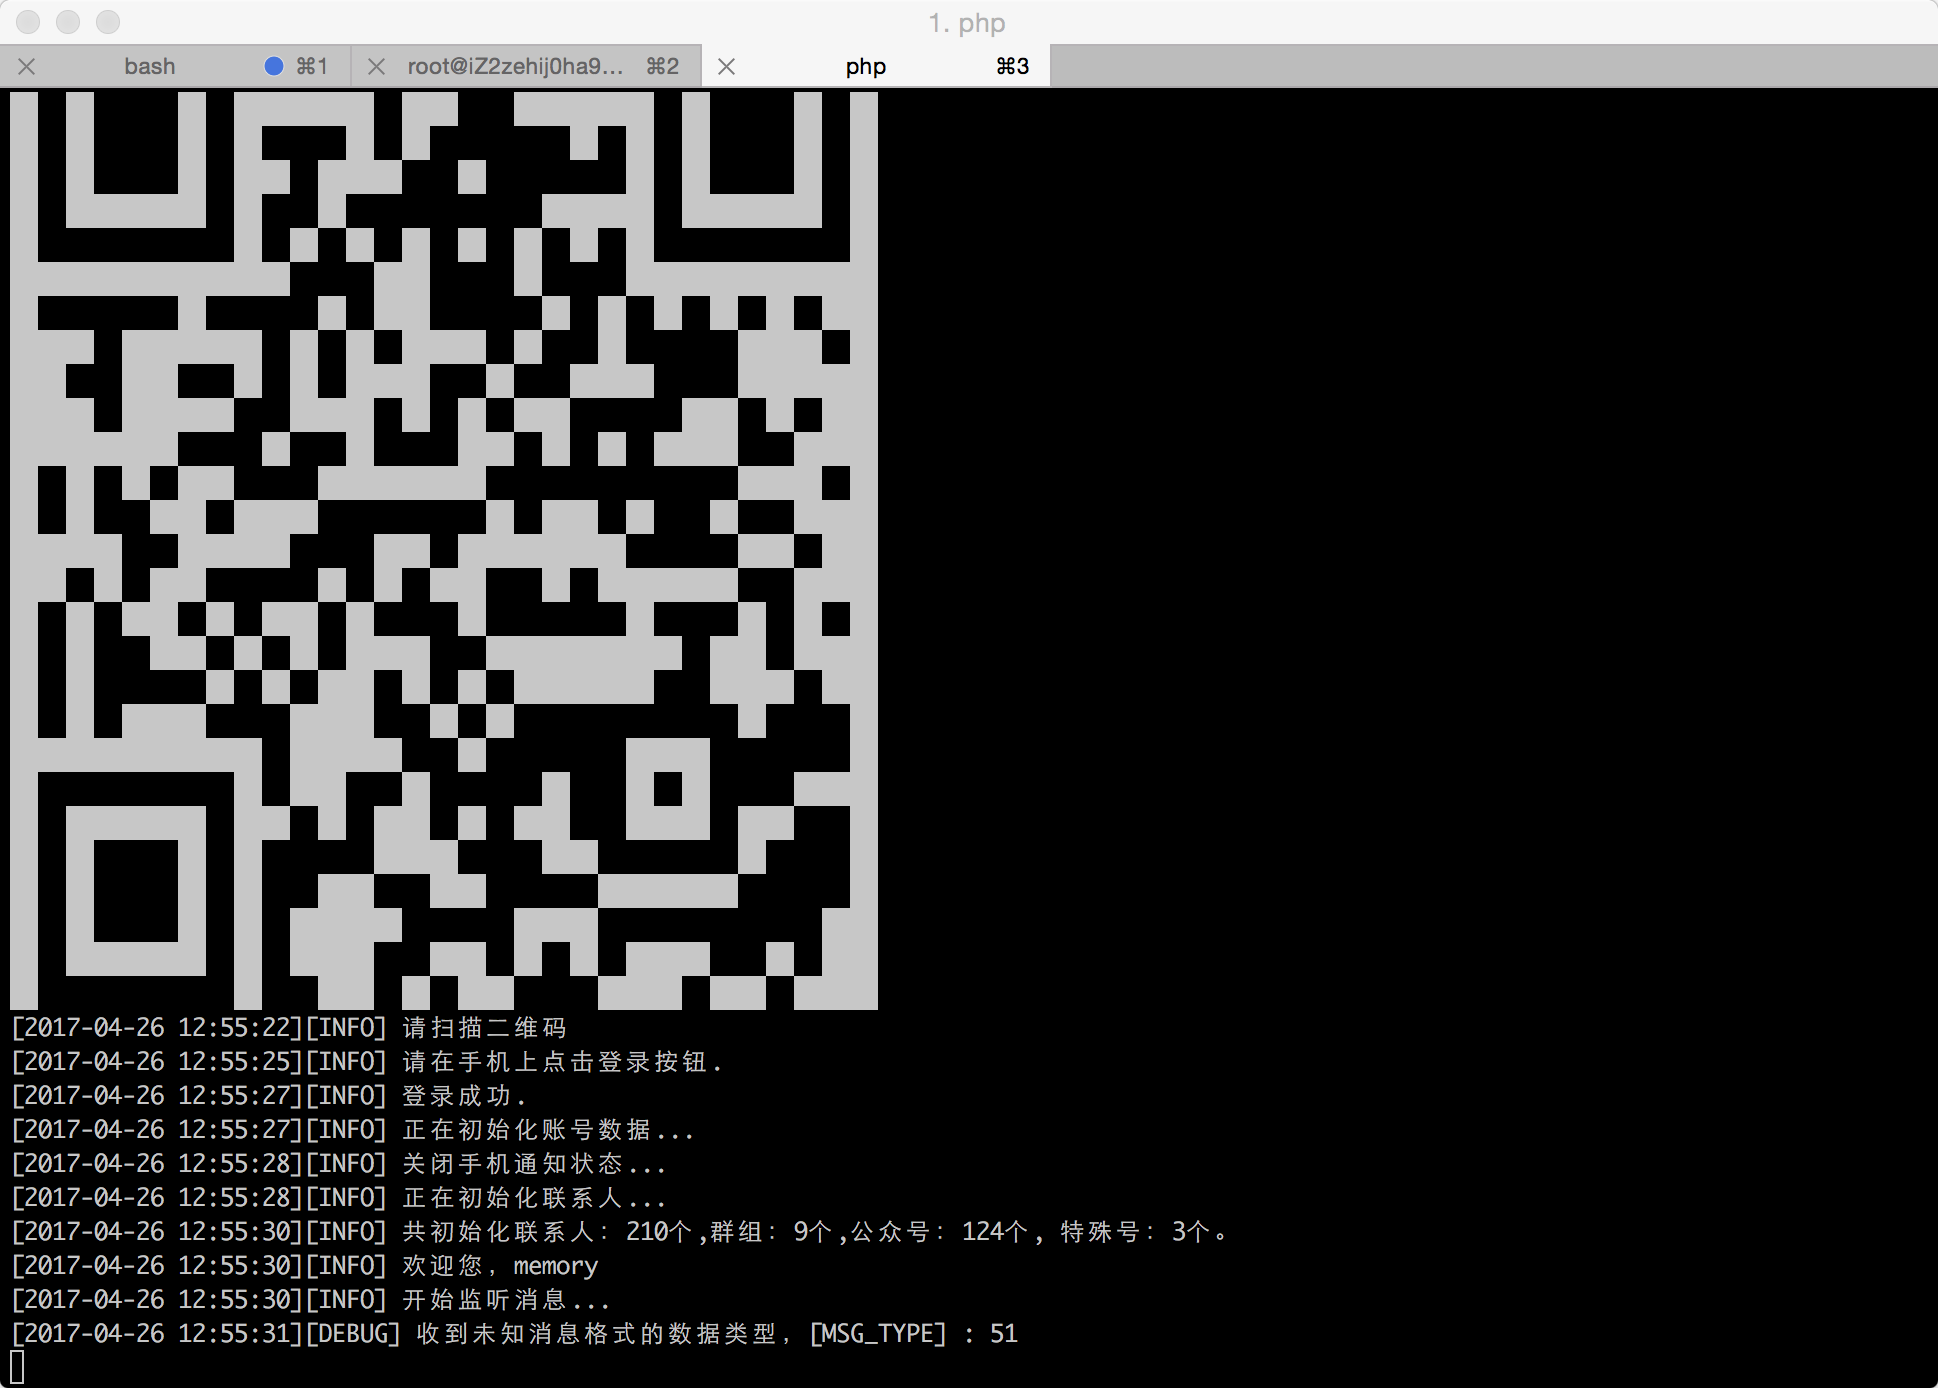 1. php
bash ⌘1 root@iZ2zehij0ha9... ⌘2 php ⌘3
[2017-04-26 12:55:22][INFO] 请扫描二维码
[2017-04-26 12:55:25][INFO] 请在手机上点击登录按钮.
[2017-04-26 12:55:27][INFO] 登录成功.
[2017-04-26 12:55:27][INFO] 正在初始化账号数据...
[2017-04-26 12:55:28][INFO] 关闭手机通知状态...
[2017-04-26 12:55:28][INFO] 正在初始化联系人...
[2017-04-26 12:55:30][INFO] 共初始化联系人：210个,群组：9个,公众号：124个，特殊号：3个。
[2017-04-26 12:55:30][INFO] 欢迎您，memory
[2017-04-26 12:55:30][INFO] 开始监听消息...
[2017-04-26 12:55:31][DEBUG] 收到未知消息格式的数据类型，[MSG_TYPE] : 51